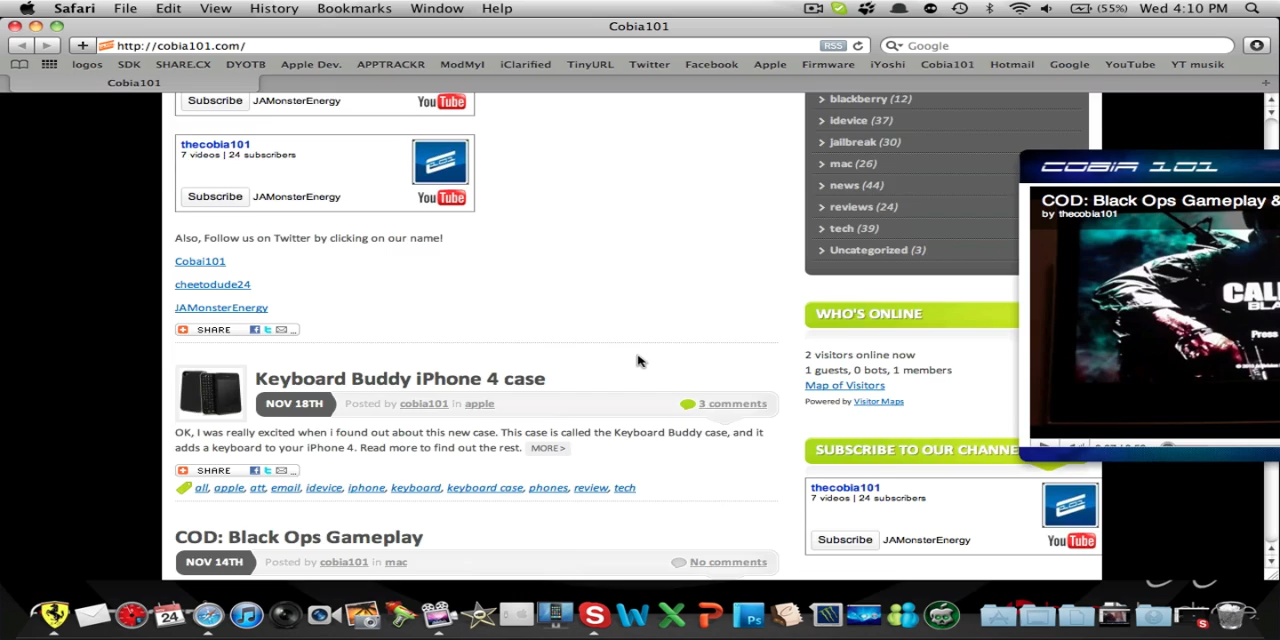 Safari File Edit View History Bookmarks Window Help (55%) Wed 4:10 PM
Cobia101
http://cobia101.com/ RSS Google
logos SDK SHARE.CX DYOTB Apple Dev. APPTRACKR ModMyI iClarified TinyURL Twitter Facebook Apple Firmware iYoshi Cobia101 Hotmail Google YouTube YT musik
Cobia101
Subscribe JAMonsterEnergy YouTube
thecobia101
7 videos | 24 subscribers
Subscribe JAMonsterEnergy YouTube
Also, Follow us on Twitter by clicking on our name!
Cobal101
cheetodude24
JAMonsterEnergy
SHARE ...
Keyboard Buddy iPhone 4 case
NOV 18TH Posted by cobia101 in apple 3 comments
OK, I was really excited when i found out about this new case. This case is called the Keyboard Buddy case, and it
adds a keyboard to your iPhone 4. Read more to find out the rest. MORE>
SHARE ...
all, apple, att, email, idevice, iphone, keyboard, keyboard case, phones, review, tech
COD: Black Ops Gameplay
NOV 14TH Posted by cobia101 in mac No comments
> blackberry (12)
> idevice (37)
> jailbreak (30)
> mac (26)
> news (44)
> reviews (24)
> tech (39)
> Uncategorized (3)
WHO'S ONLINE
2 visitors online now
1 guests, 0 bots, 1 members
Map of Visitors
Powered by Visitor Maps
SUBSCRIBE TO OUR CHANNE
thecobia101
7 videos | 24 subscribers
Subscribe JAMonsterEnergy YouTube
COBIA 101
COD: Black Ops Gameplay &
by thecobia101
CALL
BLA
Press